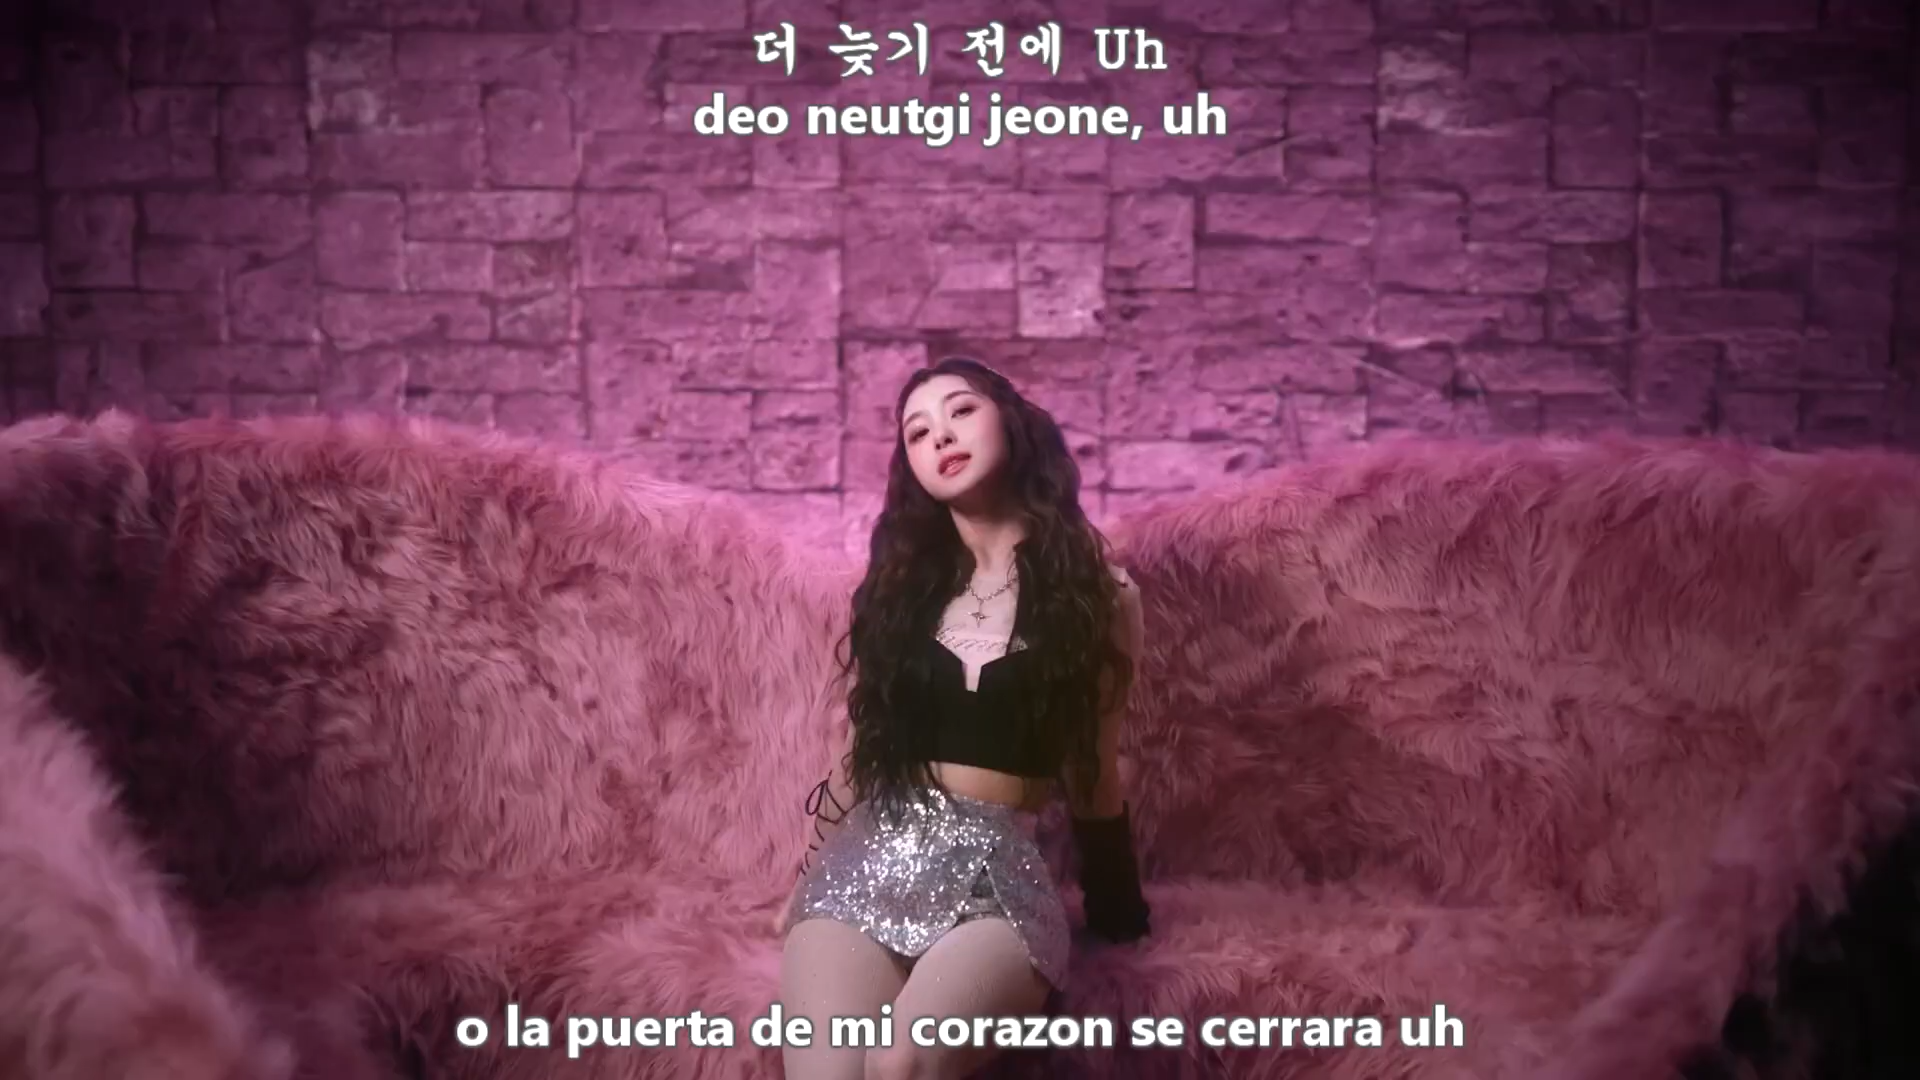 더 늦기 전에 Uh
deo neutgi jeone, uh
o la puerta de mi corazon se cerrara uh